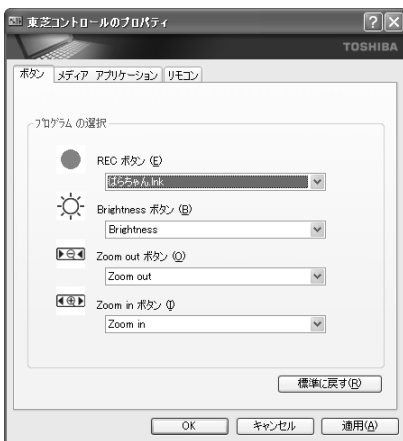 東芝コントロールのプロパティ
TOSHIBA
ボタン メディア アプリケーション リモコン
プログラムの選択
REC ボタン (E)
ぱらちゃん.lnk
Brightness ボタン (B)
Brightness
Zoom out ボタン (O)
Zoom out
Zoom in ボタン (I)
Zoom in
標準に戻す(R)
OK キャンセル 適用(A)